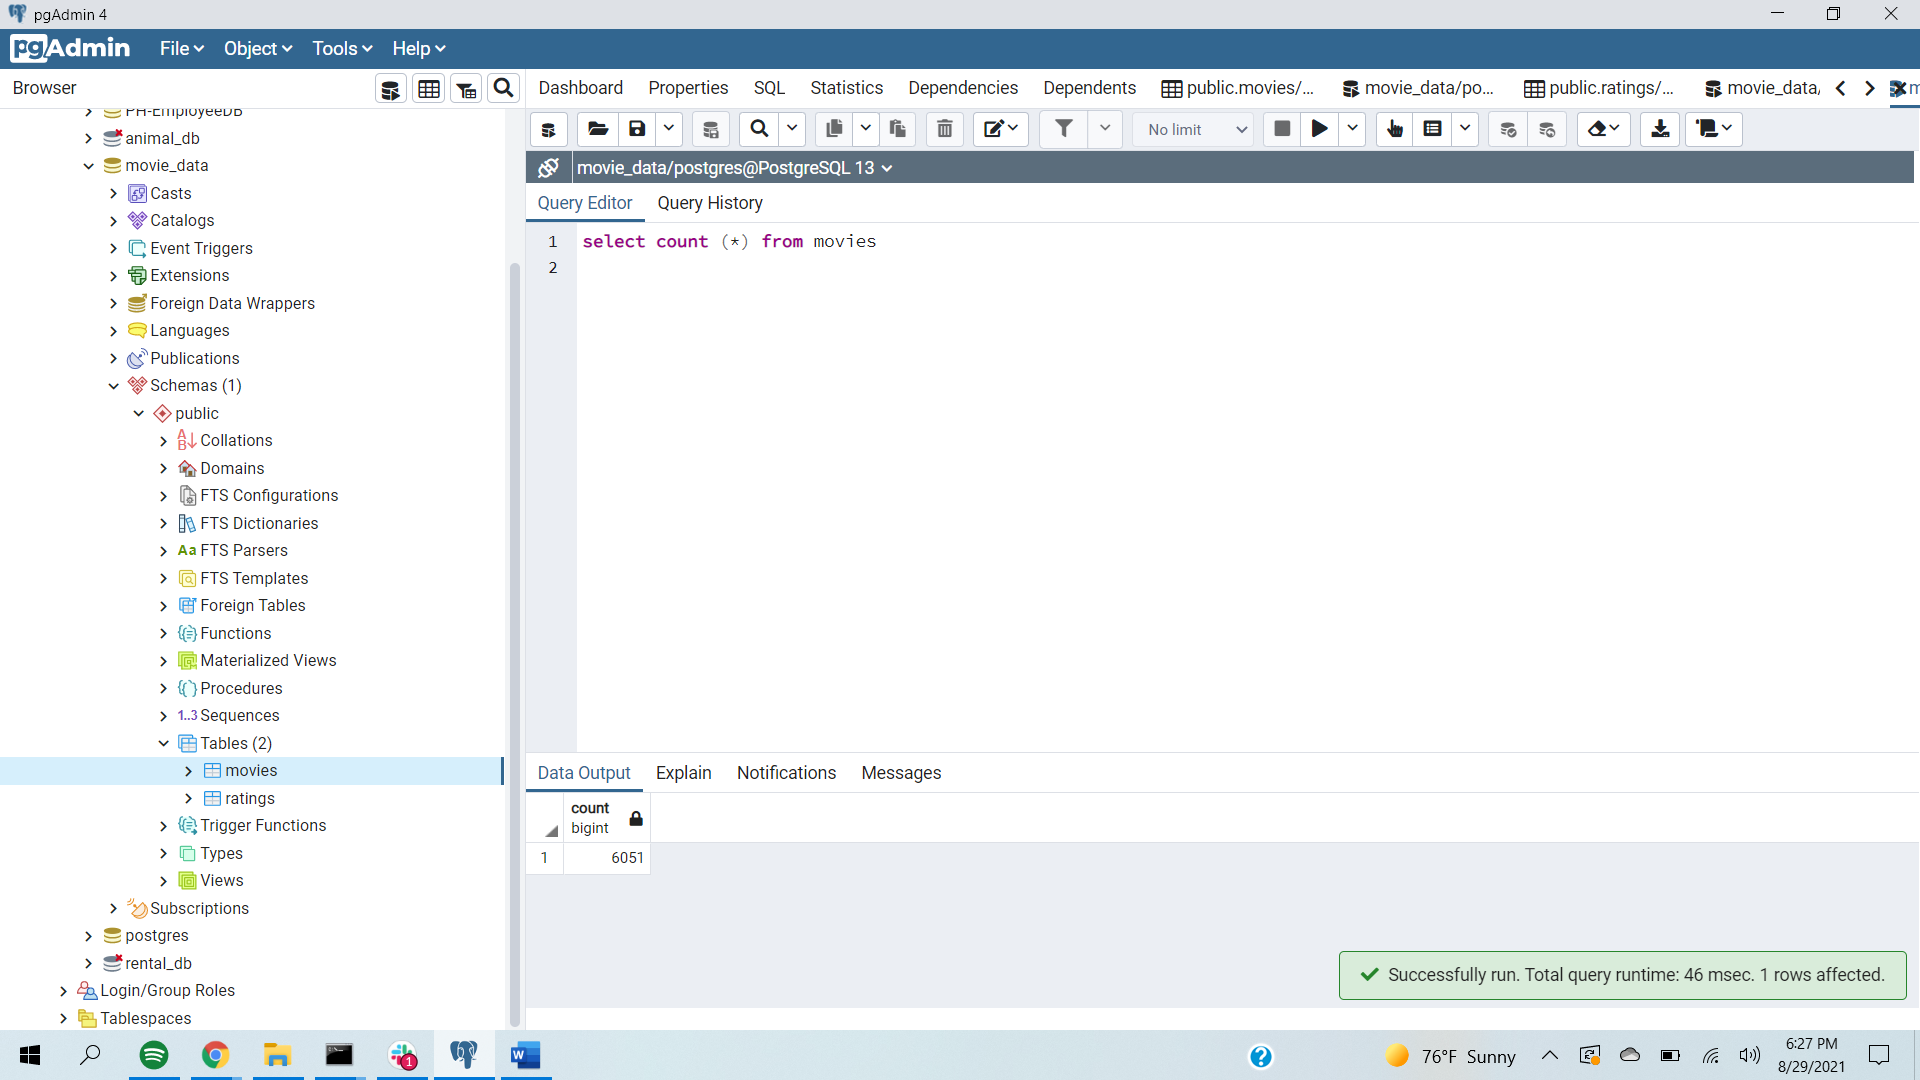 pgAdmin 4
pgAdmin File Object Tools Help
Browser
Dashboard Properties SQL Statistics Dependencies Dependents public.movies/... movie_data/po... public.ratings/... movie_data/
No limit
movie_data/postgres@PostgreSQL 13
Query Editor Query History
1 select count (*) from movies
2
PH-EmployeeDB
animal_db
movie_data
Casts
Catalogs
Event Triggers
Extensions
Foreign Data Wrappers
Languages
Publications
Schemas (1)
public
Collations
Domains
FTS Configurations
FTS Dictionaries
Aa FTS Parsers
FTS Templates
Foreign Tables
Functions
Materialized Views
Procedures
1..3 Sequences
Tables (2)
movies
ratings
Trigger Functions
Types
Views
Subscriptions
postgres
rental_db
Login/Group Roles
Tablespaces
Data Output Explain Notifications Messages
count
bigint
1 6051
Successfully run. Total query runtime: 46 msec. 1 rows affected.
1
W
?
76°F Sunny
6:27 PM
8/29/2021